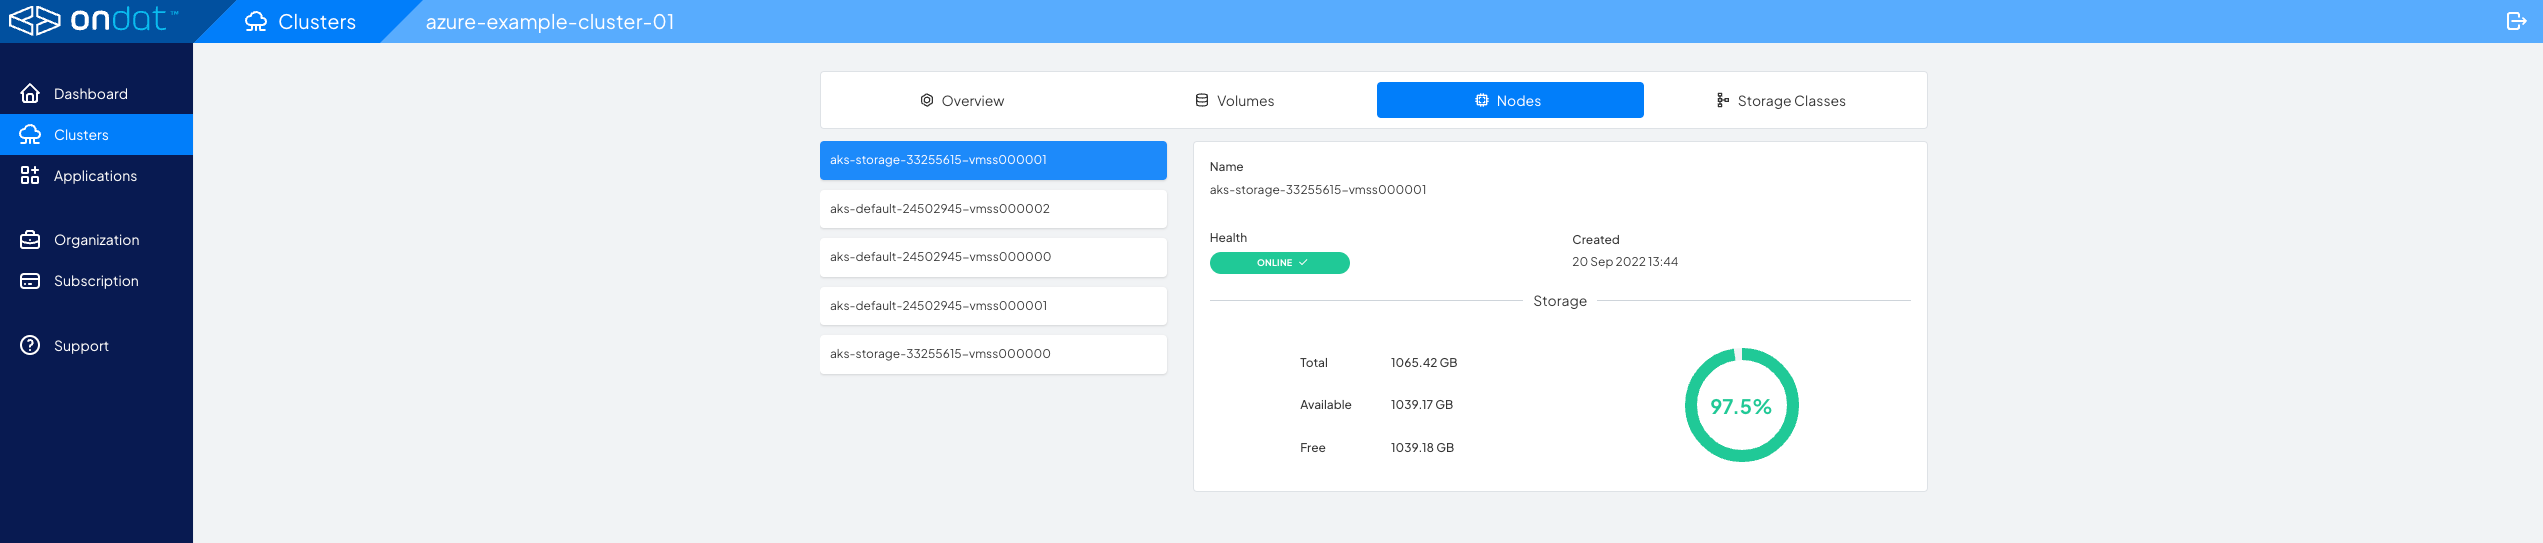 ondat™
Clusters
azure-example-cluster-01
Dashboard
Clusters
Applications
Organization
Subscription
Support
Overview
Volumes
Nodes
Storage Classes
aks-storage-33255615-vmss000001
aks-default-24502945-vmss000002
aks-default-24502945-vmss000000
aks-default-24502945-vmss000001
aks-storage-33255615-vmss000000
Name
aks-storage-33255615-vmss000001
Health
ONLINE
Created
20 Sep 2022 13:44
Storage
Total 1065.42 GB
Available 1039.17 GB
Free 1039.18 GB
97.5%